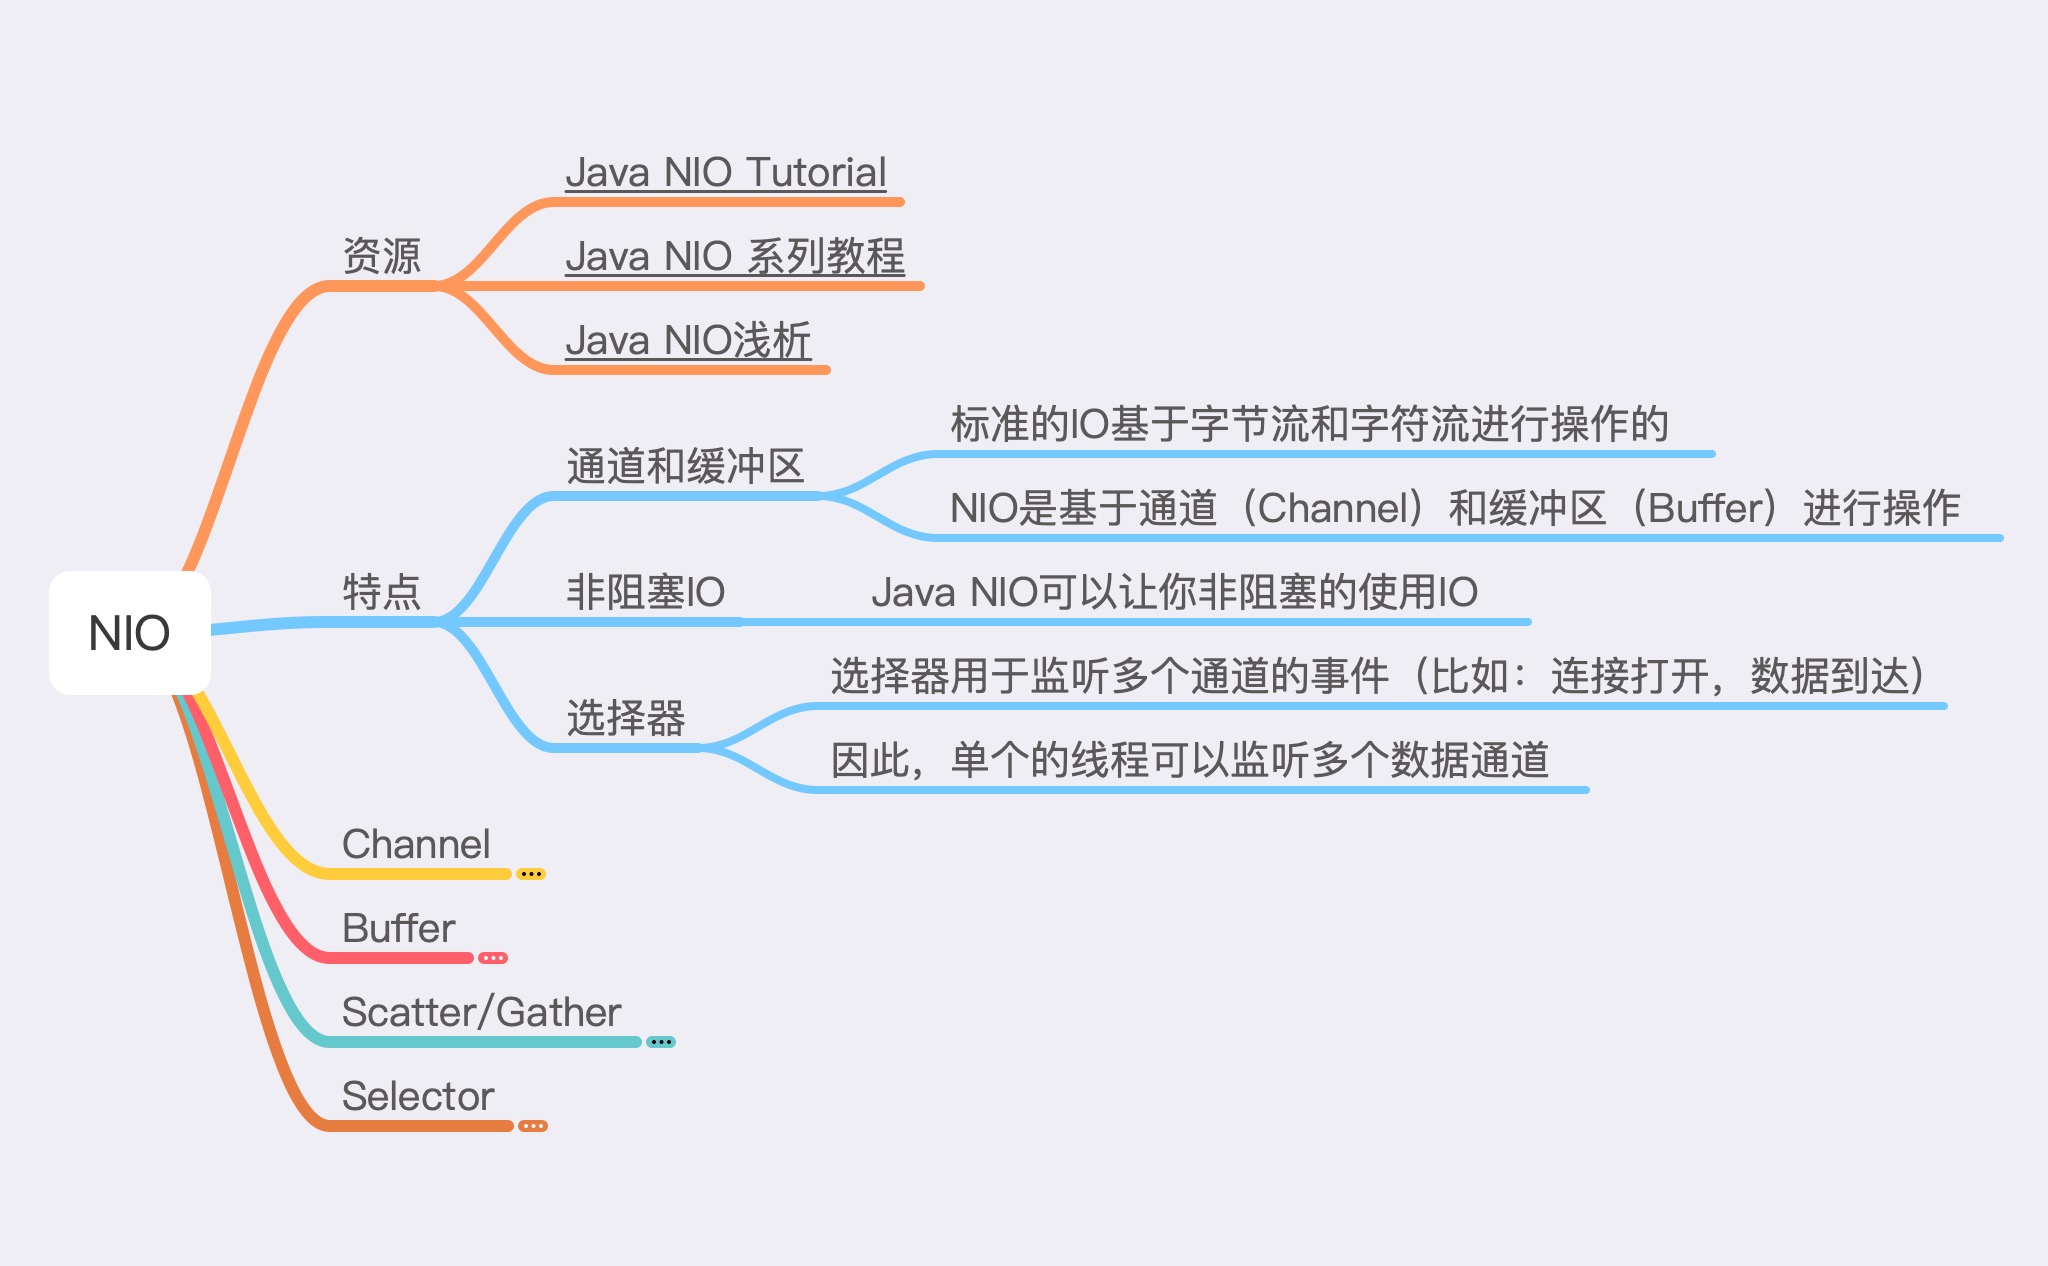 NIO
资源
Java NIO Tutorial
Java NIO 系列教程
Java NIO浅析
特点
通道和缓冲区
标准的IO基于字节流和字符流进行操作的
NIO是基于通道（Channel）和缓冲区（Buffer）进行操作
非阻塞IO
Java NIO可以让你非阻塞的使用IO
选择器
选择器用于监听多个通道的事件（比如：连接打开，数据到达）
因此，单个的线程可以监听多个数据通道
Channel
Buffer
Scatter/Gather
Selector